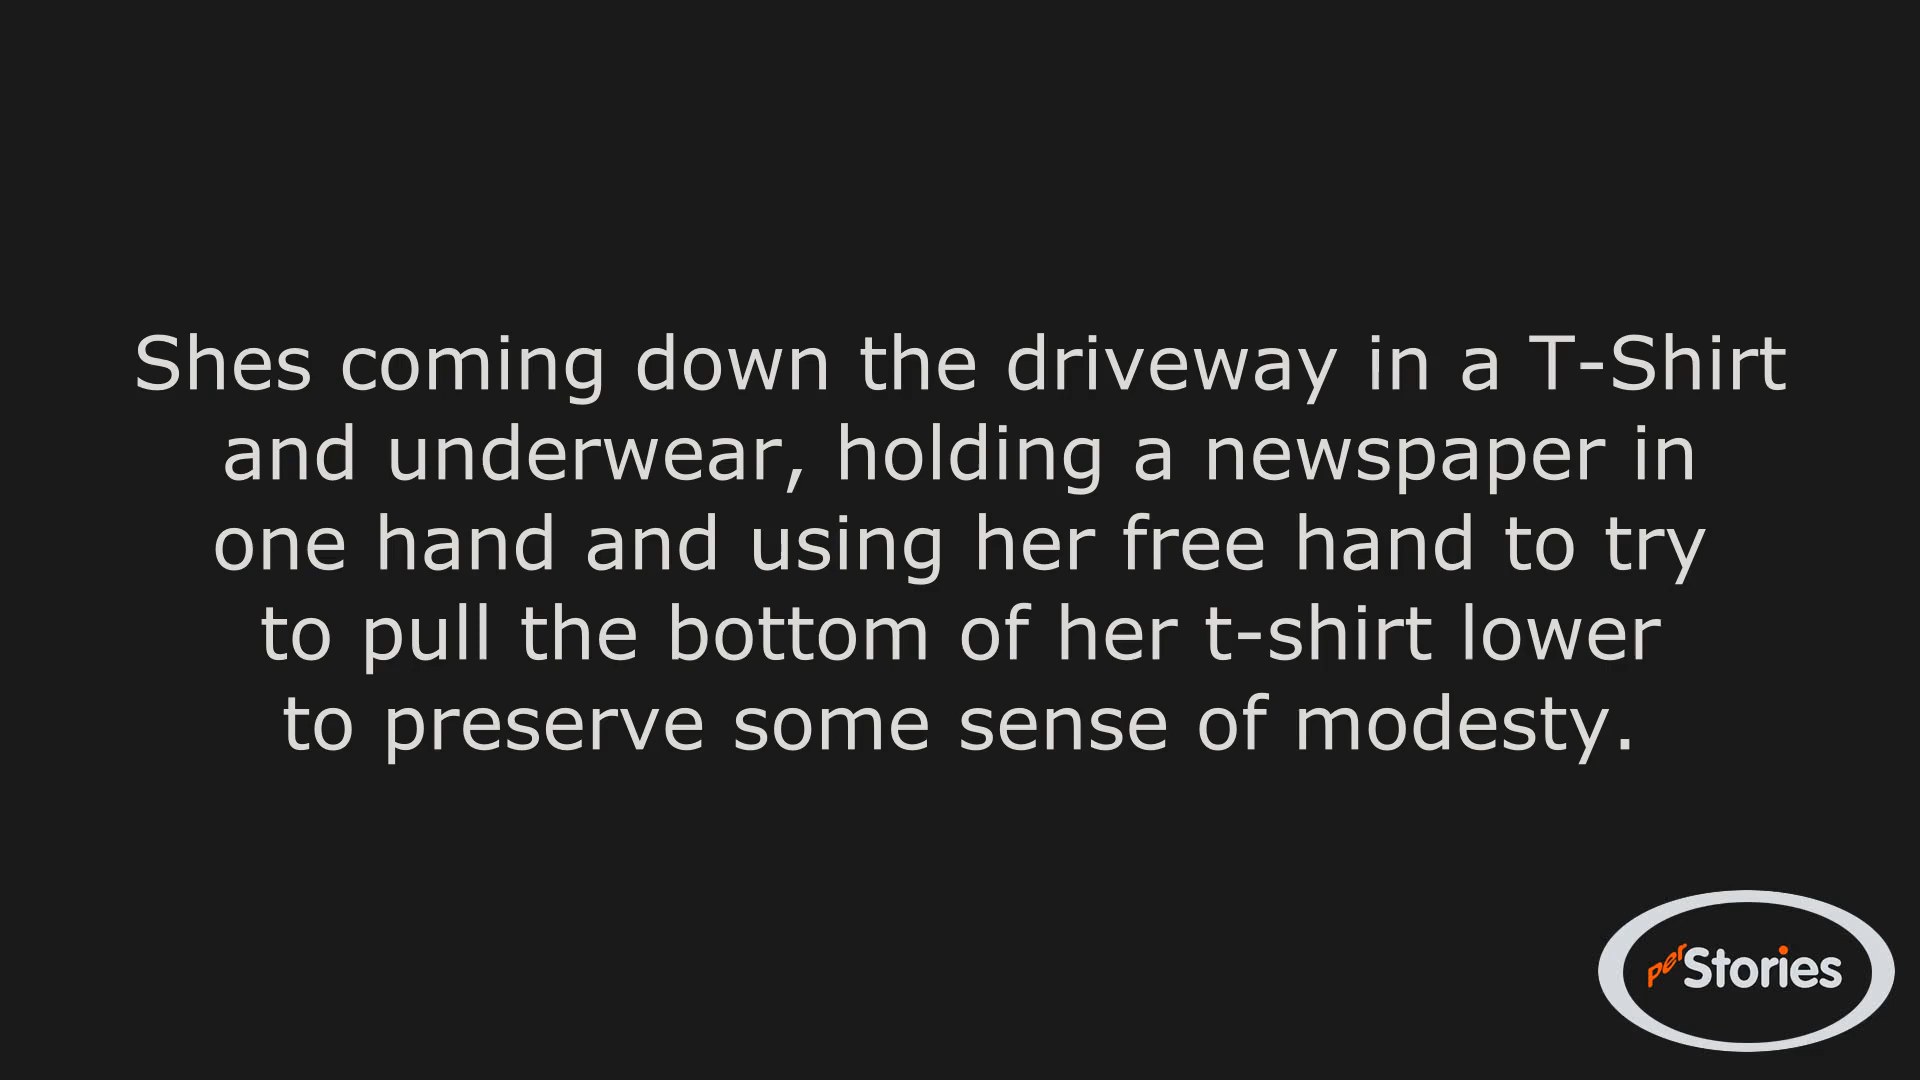 Shes coming down the driveway in a T-Shirt
and underwear, holding a newspaper in
one hand and using her free hand to try
to pull the bottom of her t-shirt lower
to preserve some sense of modesty.
perStories